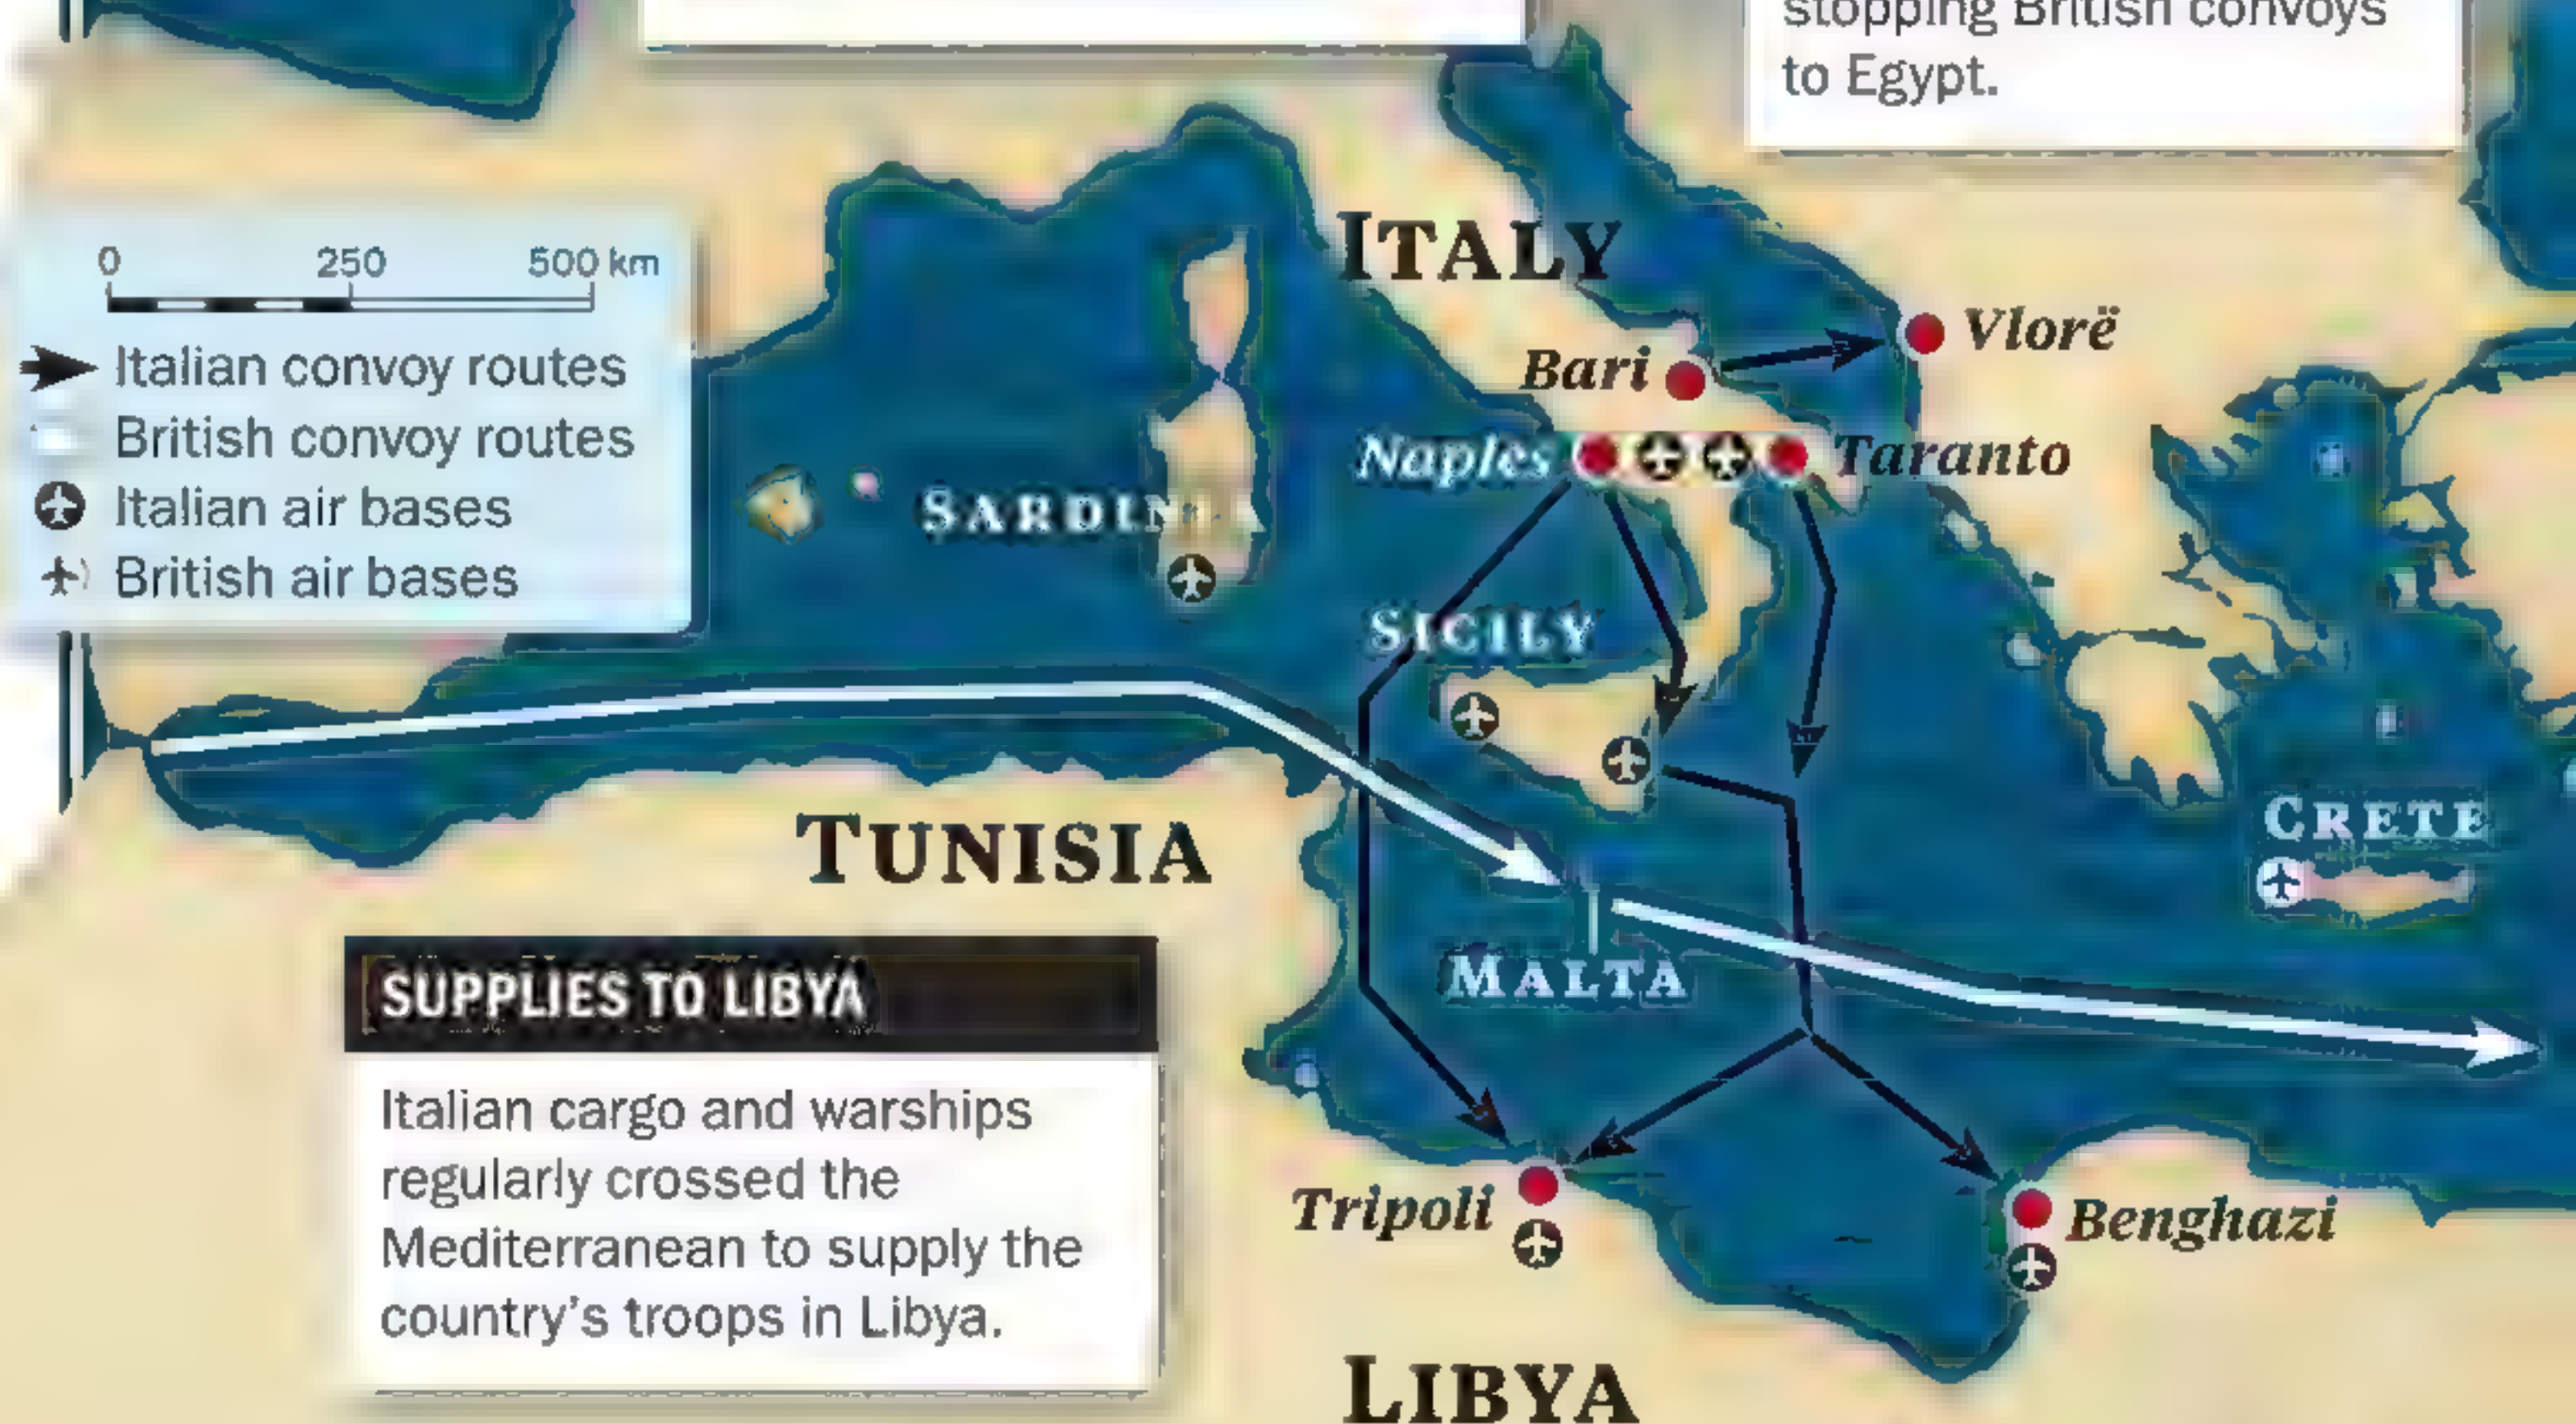 stopping British convoys
to Egypt.
0 250 500 km
Italian convoy routes
British convoy routes
Italian air bases
British air bases
ITALY
Vlorë
Bari
Naples
Taranto
SARDINIA
SICILY
TUNISIA
CRETE
MALTA
SUPPLIES TO LIBYA
Italian cargo and warships
regularly crossed the
Mediterranean to supply the
country's troops in Libya.
Tripoli
Benghazi
LIBYA